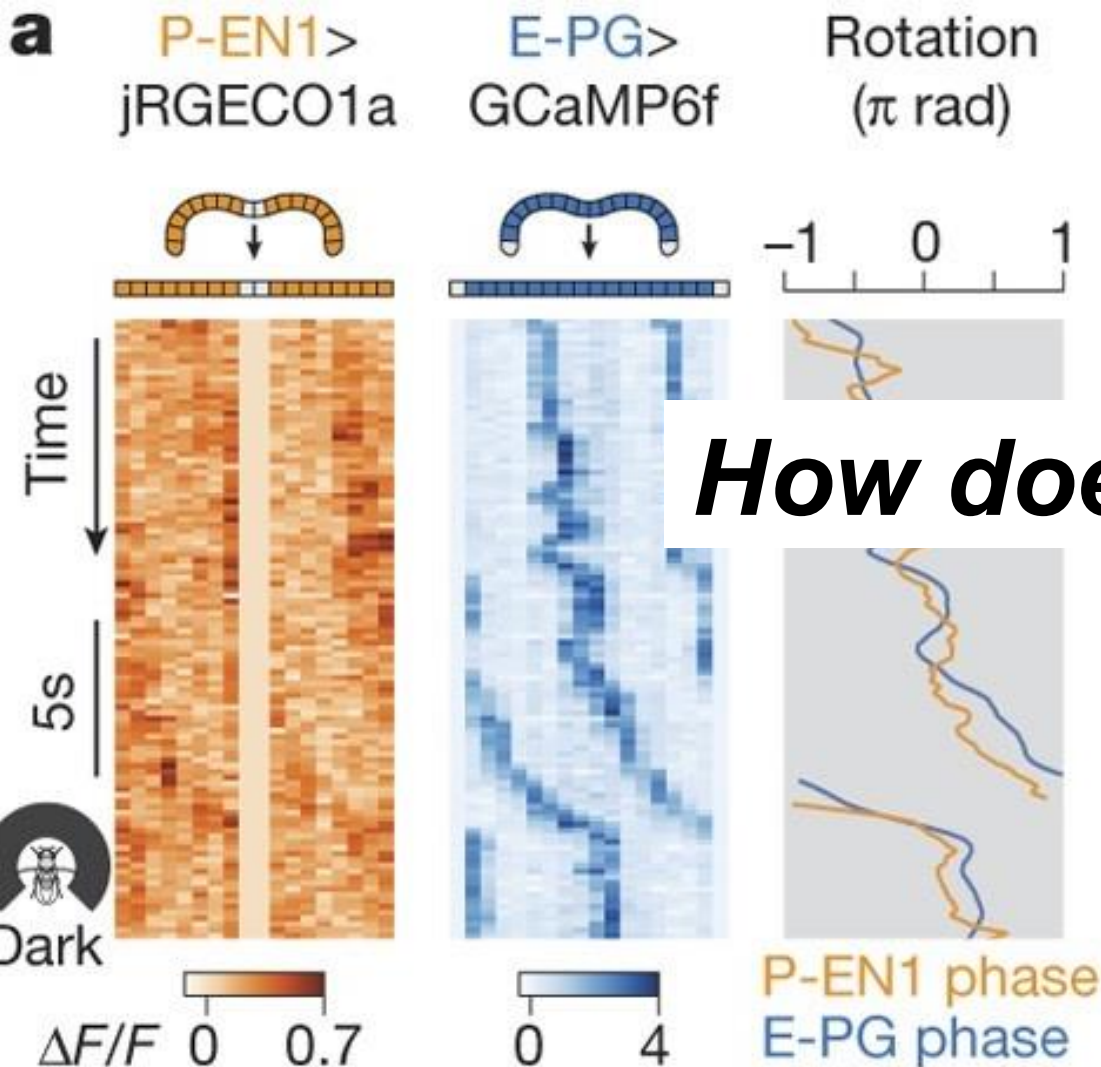 a
P-EN1> E-PG> Rotation
jRGECO1a GCaMP6f (π rad)
−1 0 1
Time
How doe
5s
Dark
ΔF/F 0 0.7 0 4
P-EN1 phase
E-PG phase